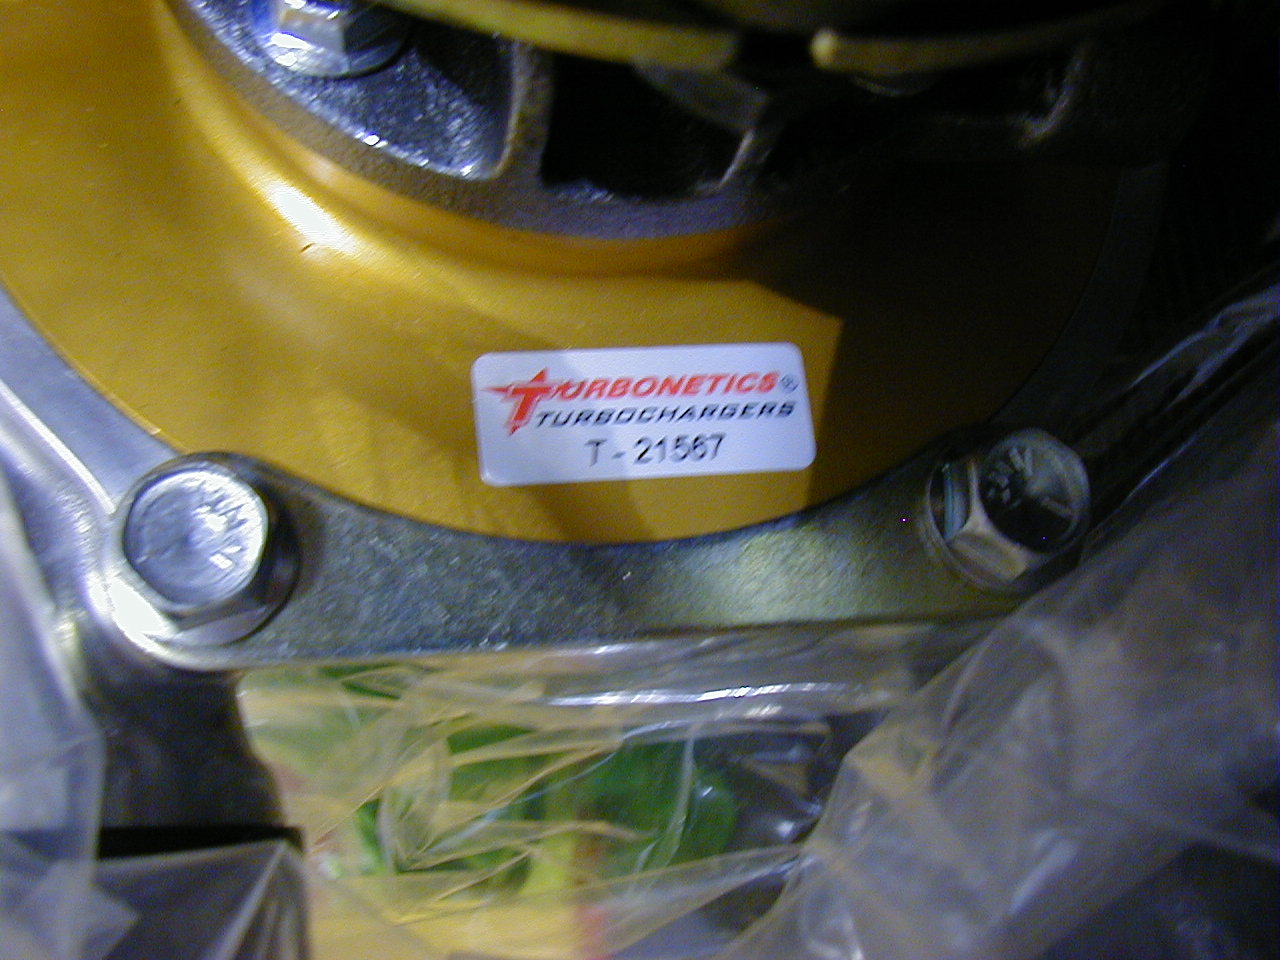 TURBONETICS®
TURBOCHARGERS
T - 21567